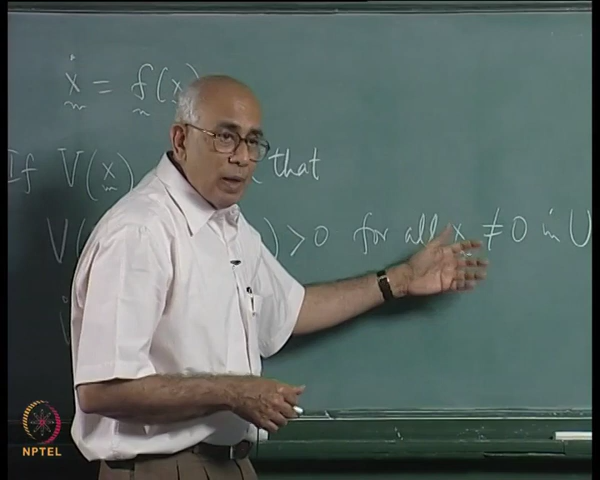 ẋ = f(x)
If V(x) that
V( ) > 0 for all x ≠ 0 in U
NPTEL